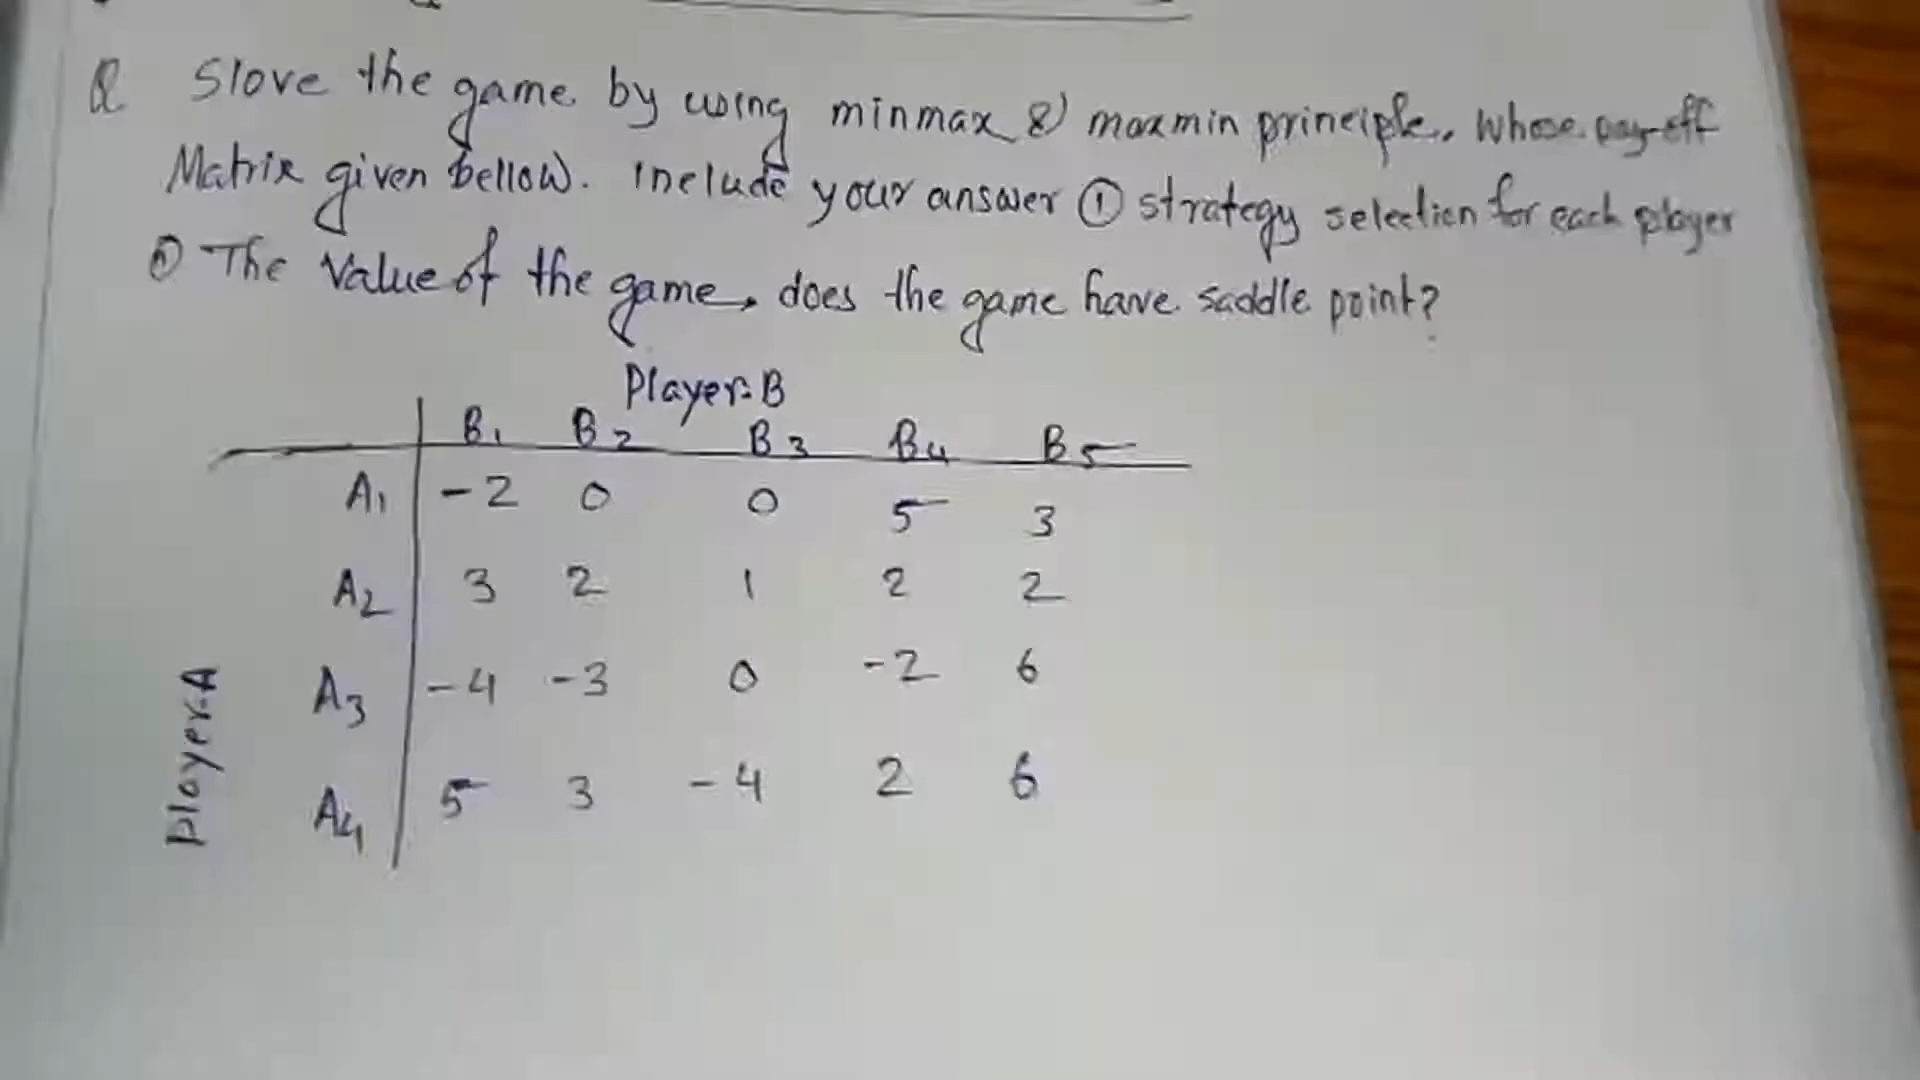 Q Slove the game by using minmax & maxmin principle, whose pay-off
Matrix given bellow. Include your answer ① strategy selection for each player
⑪ The Value of the game, does the game have saddle point?
Player-B
B1 B2 B3 B4 B5
A1 -2 0 0 5 3
A2 3 2 1 2 2
A3 -4 -3 0 -2 6
A4 5 3 -4 2 6
Player-A